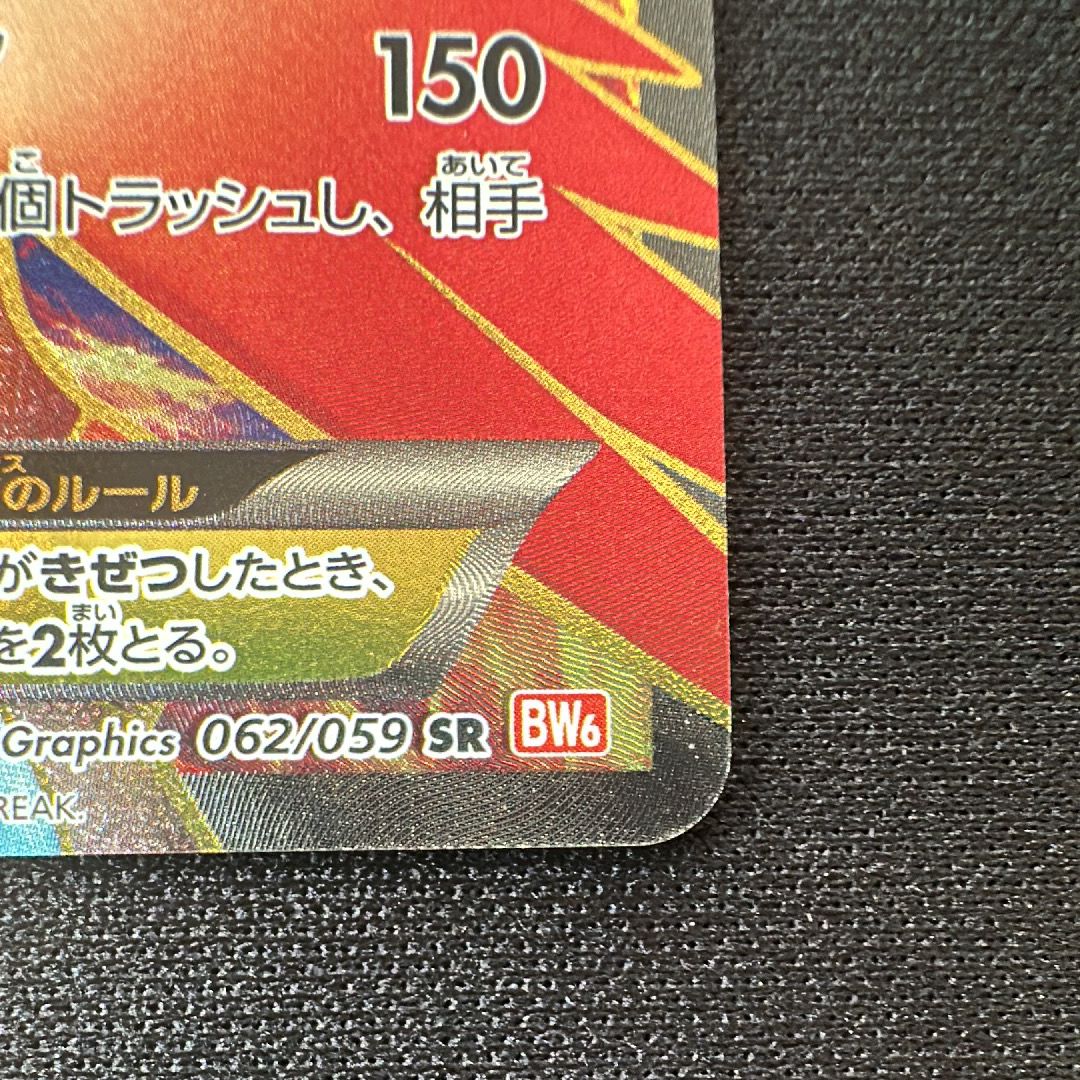 150
こ あいて
個トラッシュし、相手
ス
のルール
がきぜつしたとき、
まい
を2枚とる。
/Graphics 062/059 SR BW6
REAK.